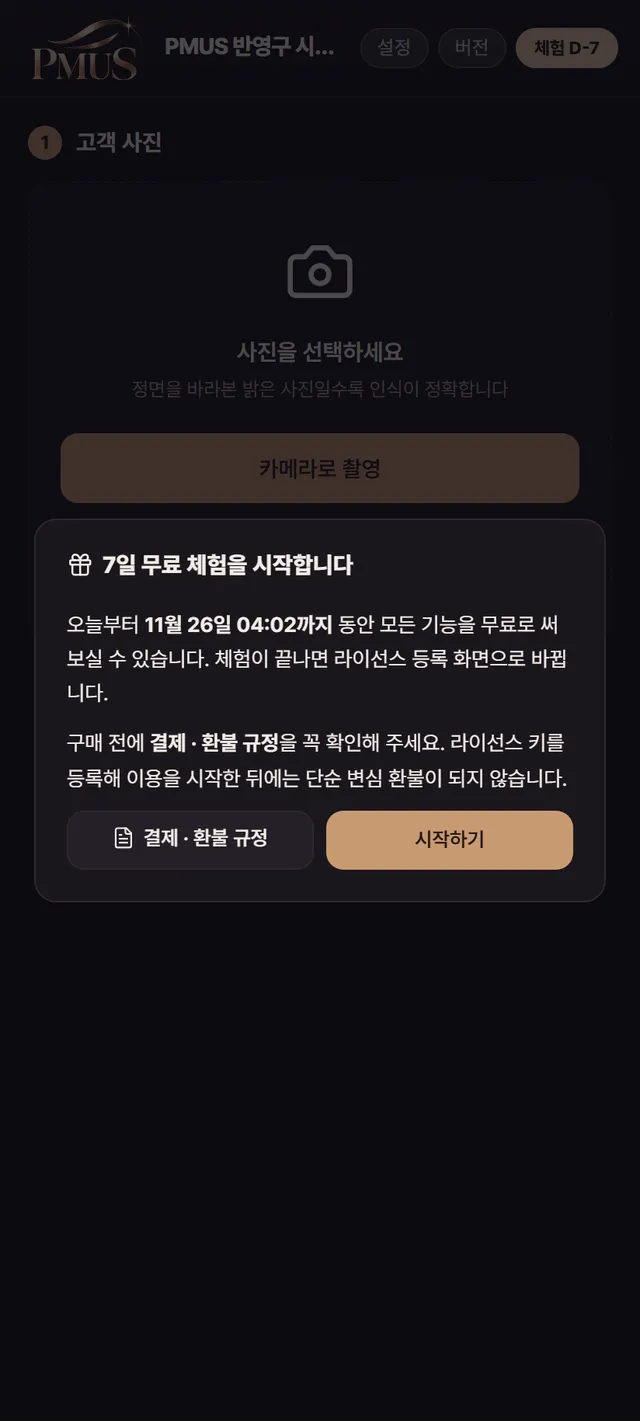 PMUS
PMUS 반영구 시...
설정
버전
체험 D-7
1
고객 사진
사진을 선택하세요
정면을 바라본 밝은 사진일수록 인식이 정확합니다
카메라로 촬영
7일 무료 체험을 시작합니다
오늘부터 11월 26일 04:02까지 동안 모든 기능을 무료로 써
보실 수 있습니다. 체험이 끝나면 라이선스 등록 화면으로 바뀝
니다.
구매 전에 결제 · 환불 규정을 꼭 확인해 주세요. 라이선스 키를
등록해 이용을 시작한 뒤에는 단순 변심 환불이 되지 않습니다.
결제 · 환불 규정
시작하기